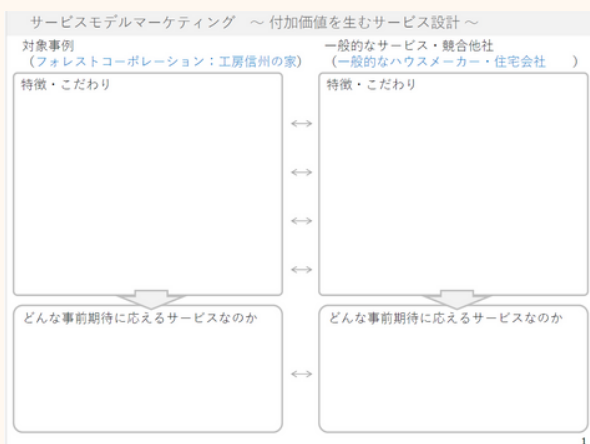 サービスモデルマーケティング　～ 付加価値を生むサービス設計 ～
対象事例
（フォレストコーポレーション：工房信州の家）
一般的なサービス・競合他社
（一般的なハウスメーカー・住宅会社　　）
特徴・こだわり
特徴・こだわり
どんな事前期待に応えるサービスなのか
どんな事前期待に応えるサービスなのか
1